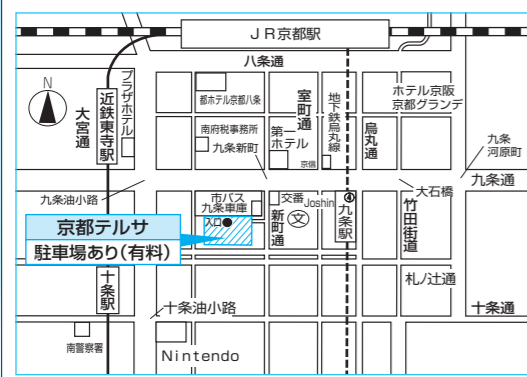 JR京都駅
八条通
N
近鉄東寺駅
大宮通
プラザホテル
都ホテル京都八条
室町通
地下鉄烏丸線
烏丸通
ホテル京阪
京都グランデ
南府税事務所
第一
ホテル
九条新町
京信
九条
河原町
九条油小路
九条通
市バス
九条車庫
交番
Joshin
④
大石橋
入口
文
新町通
九条駅
竹田街道
京都テルサ
駐車場あり(有料)
十条駅
札ノ辻通
十条油小路
十条通
南警察署
Nintendo